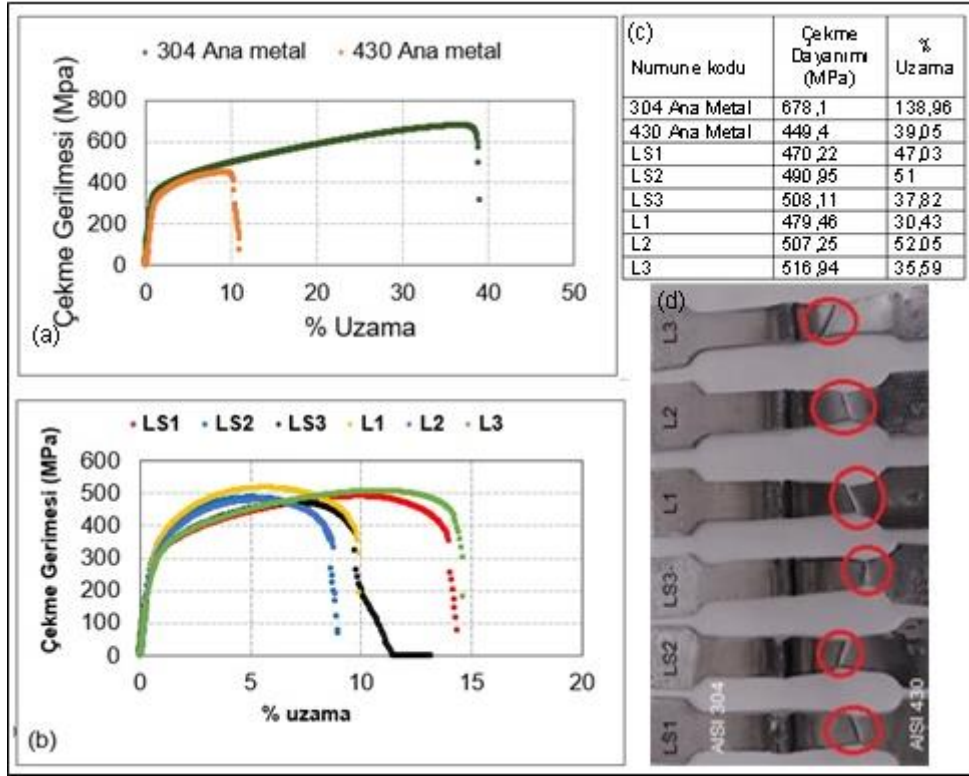 304 Ana metal 430 Ana metal
Çekme Gerilmesi (Mpa)
800
600
400
200
0
0 10 20 30 40 50
% Uzama
(a)
(c)
Numune kodu Çekme Dayanımı (MPa) % Uzama
304 Ana Metal 678,1 138,96
430 Ana Metal 449,4 39,05
LS1 470,22 47,03
LS2 490,95 51
LS3 508,11 37,82
L1 479,46 30,43
L2 507,25 52,05
L3 516,94 35,59
LS1 LS2 LS3 L1 L2 L3
Çekme Gerimesi (MPa)
600
500
400
300
200
100
0
0 5 10 15 20
% uzama
(b)
(d)
L3
L2
L1
LS3-
LS2
LS1
AISI 304
AISI 430